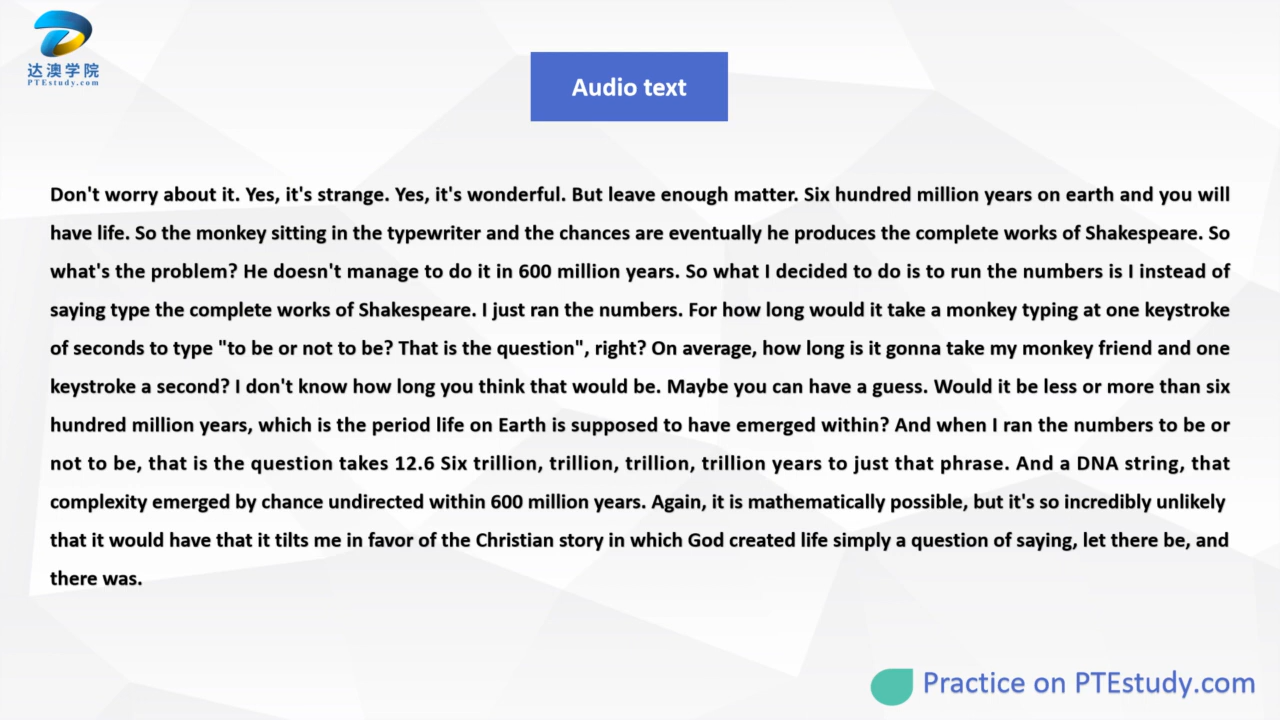 达澳学院
PTEstudy.com
Audio text
Don't worry about it. Yes, it's strange. Yes, it's wonderful. But leave enough matter. Six hundred million years on earth and you will
have life. So the monkey sitting in the typewriter and the chances are eventually he produces the complete works of Shakespeare. So
what's the problem? He doesn't manage to do it in 600 million years. So what I decided to do is to run the numbers is I instead of
saying type the complete works of Shakespeare. I just ran the numbers. For how long would it take a monkey typing at one keystroke
of seconds to type "to be or not to be? That is the question", right? On average, how long is it gonna take my monkey friend and one
keystroke a second? I don't know how long you think that would be. Maybe you can have a guess. Would it be less or more than six
hundred million years, which is the period life on Earth is supposed to have emerged within? And when I ran the numbers to be or
not to be, that is the question takes 12.6 Six trillion, trillion, trillion, trillion years to just that phrase. And a DNA string, that
complexity emerged by chance undirected within 600 million years. Again, it is mathematically possible, but it's so incredibly unlikely
that it would have that it tilts me in favor of the Christian story in which God created life simply a question of saying, let there be, and
there was.
Practice on PTEstudy.com